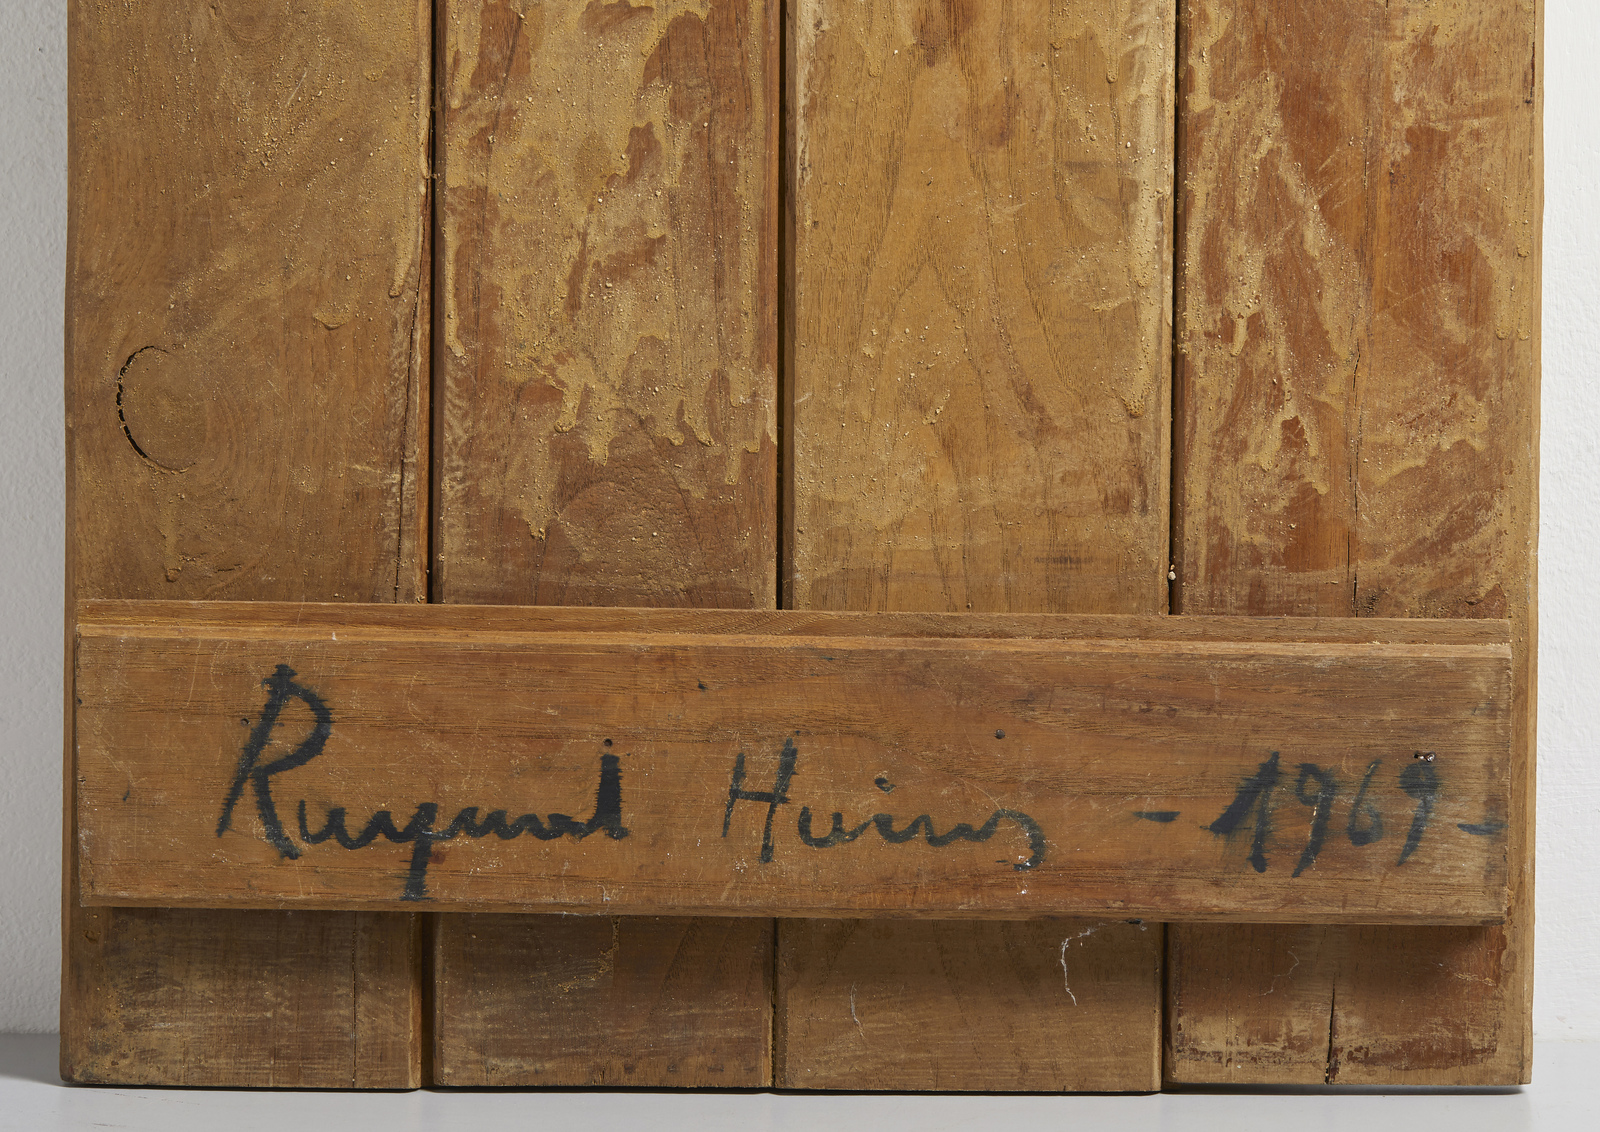 Raymond Hains - 1969 -